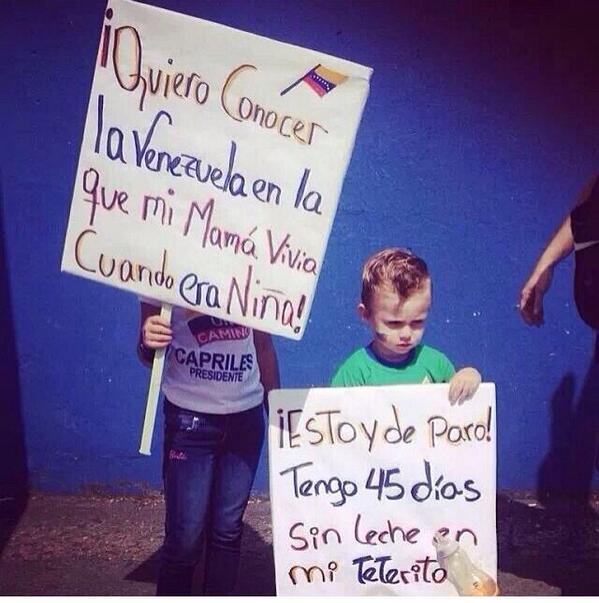 ¡Quiero Conocer
la Venezuela en la
que mi Mamá Vivia
Cuando era Niña!
CAMINO
CAPRILES
PRESIDENTE
¡ESTOY de Paro!
Tengo 45 días
Sin Leche en
mi TeTerito